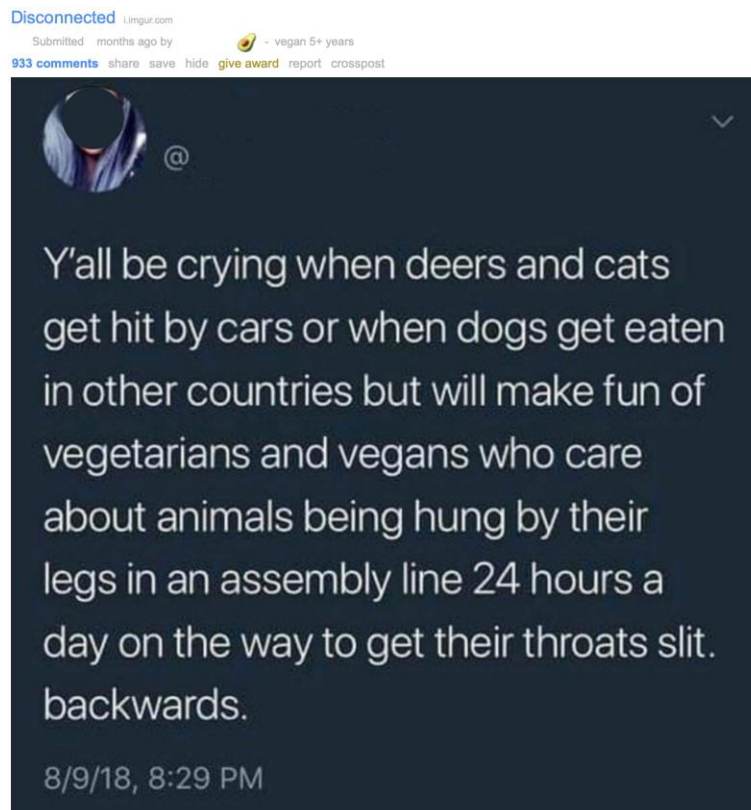 Disconnected i.imgur.com
Submitted months ago by - vegan 5+ years
933 comments share save hide give award report crosspost
@
Y'all be crying when deers and cats
get hit by cars or when dogs get eaten
in other countries but will make fun of
vegetarians and vegans who care
about animals being hung by their
legs in an assembly line 24 hours a
day on the way to get their throats slit.
backwards.
8/9/18, 8:29 PM